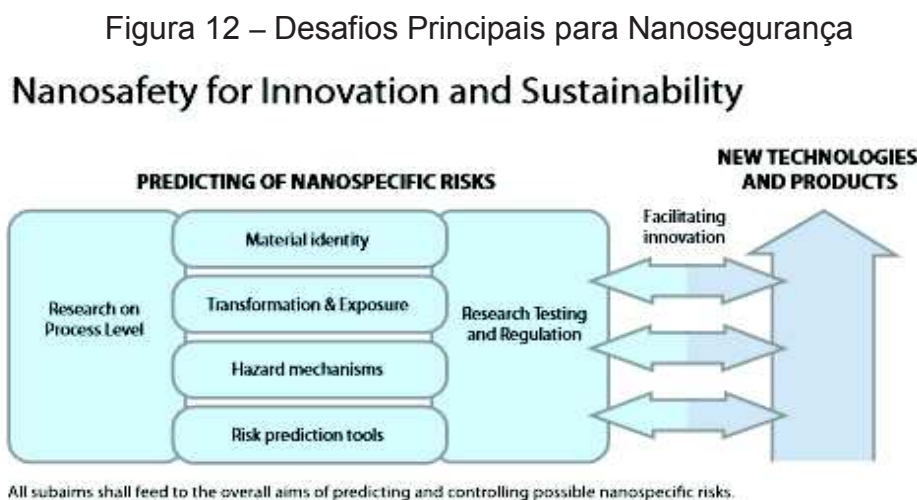 Figura 12 – Desafios Principais para Nanosegurança
Nanosafety for Innovation and Sustainability
PREDICTING OF NANOSPECIFIC RISKS
NEW TECHNOLOGIES
AND PRODUCTS
Research on
Process Level
Material identity
Transformation & Exposure
Hazard mechanisms
Risk prediction tools
Research Testing
and Regulation
Facilitating
innovation
All subaims shall feed to the overall aims of predicting and controlling possible nanospecific risks.